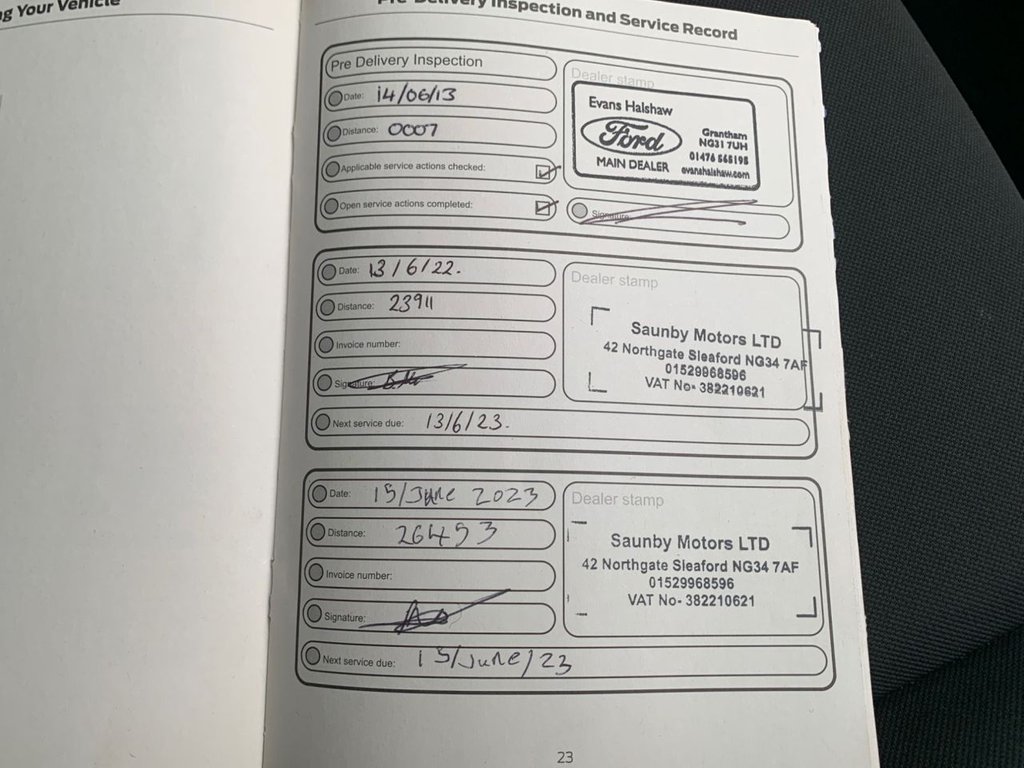 ng Your Vehicle
Pre-Delivery Inspection and Service Record
Pre Delivery Inspection
Date: 14/06/13
Distance: 0007
Applicable service actions checked:
Open service actions completed:
Dealer stamp
Evans Halshaw
Ford
MAIN DEALER
Grantham
NG31 7UH
01476 565195
evanshalshaw.com
Signature
Date: 13/6/22.
Distance: 23911
Invoice number:
Signature:
Next service due: 13/6/23.
Dealer stamp
Saunby Motors LTD
42 Northgate Sleaford NG34 7AF
01529968596
VAT No- 382210621
Date: 15/June 2023
Distance: 26453
Invoice number:
Signature:
Next service due: 15/June/23
Dealer stamp
Saunby Motors LTD
42 Northgate Sleaford NG34 7AF
01529968596
VAT No- 382210621
23